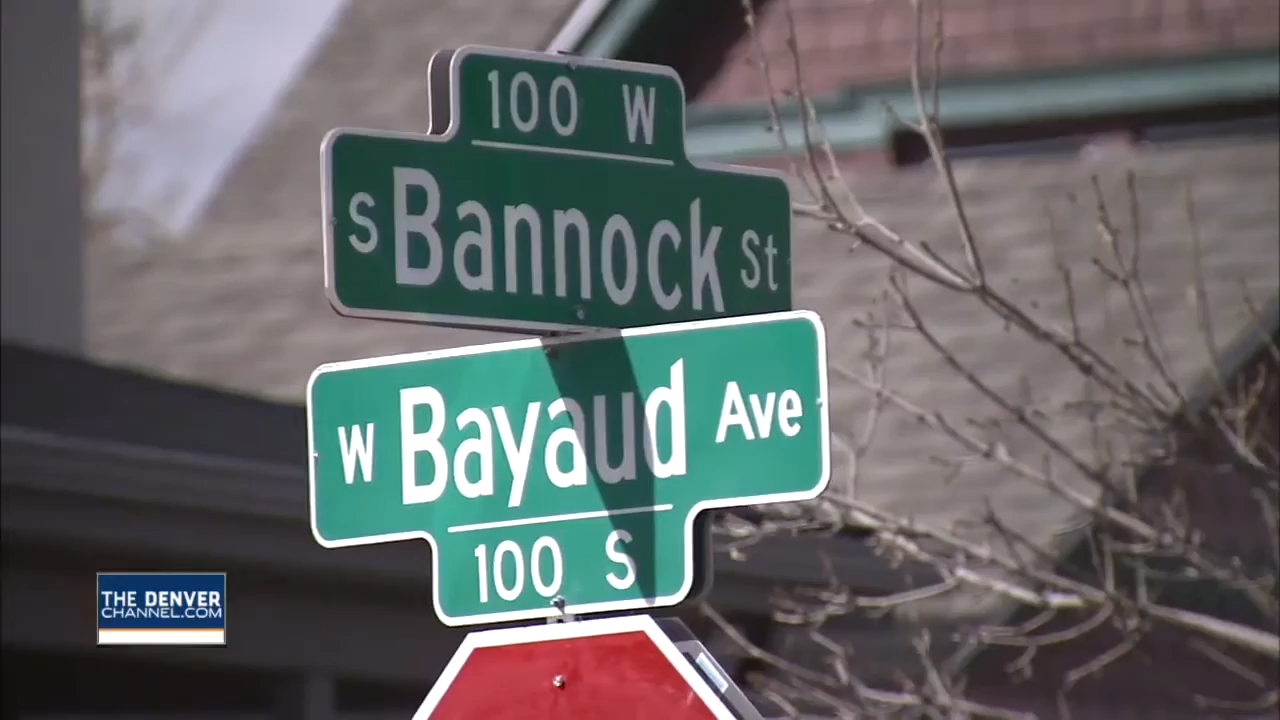 100 W
S Bannock St
W Bayaud Ave
100 S
THE DENVER
CHANNEL.COM